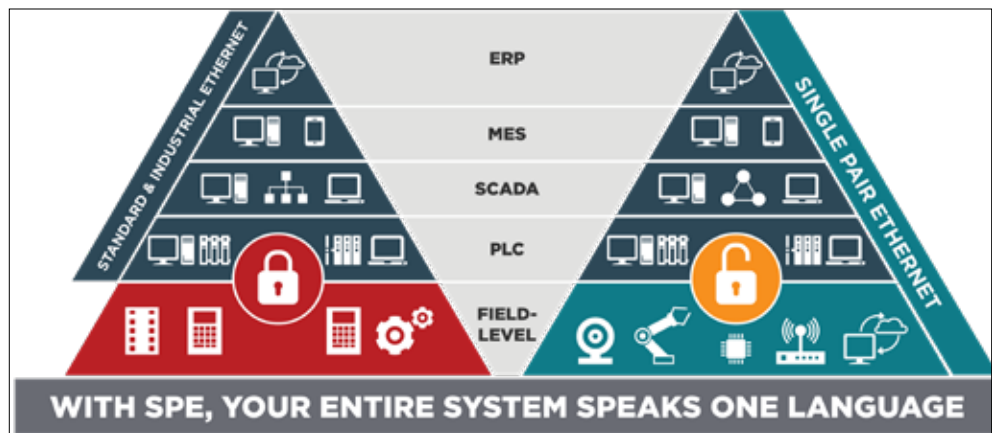 STANDARD & INDUSTRIAL ETHERNET
ERP
MES
SCADA
PLC
FIELD-
LEVEL
SINGLE PAIR ETHERNET
WITH SPE, YOUR ENTIRE SYSTEM SPEAKS ONE LANGUAGE